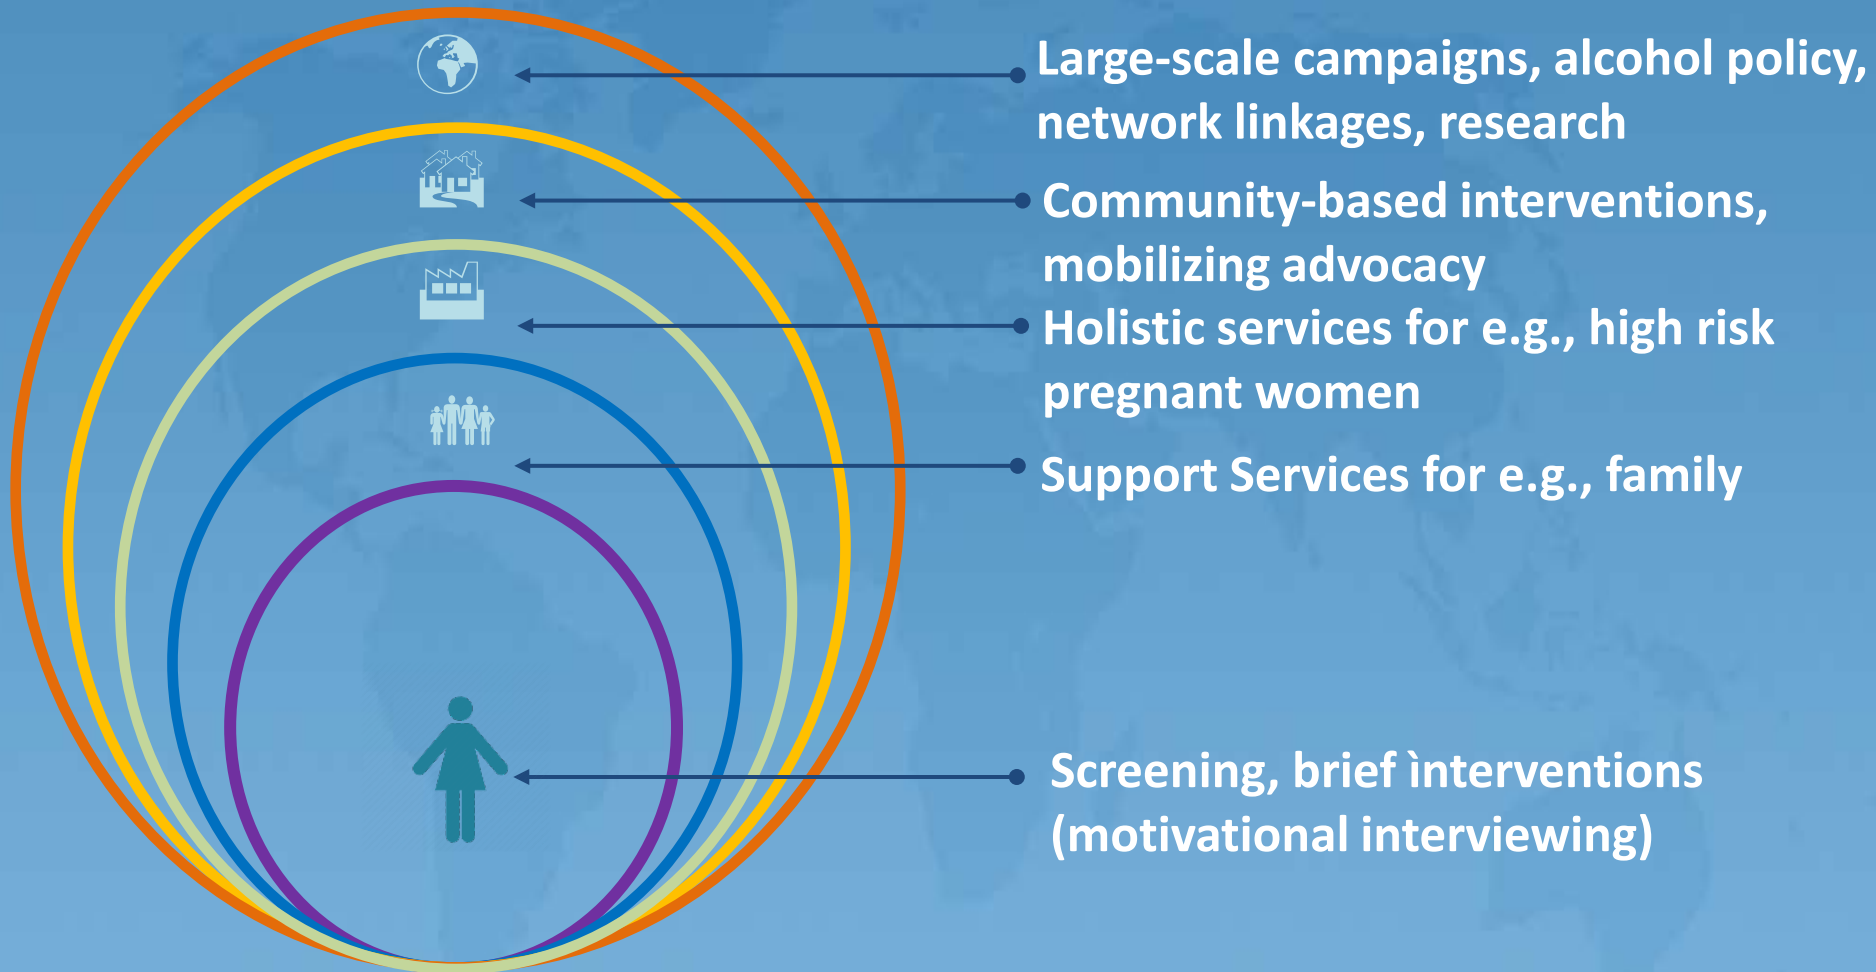 Large-scale campaigns, alcohol policy,
network linkages, research
Community-based interventions,
mobilizing advocacy
Holistic services for e.g., high risk
pregnant women
Support Services for e.g., family
Screening, brief ìnterventions
(motivational interviewing)